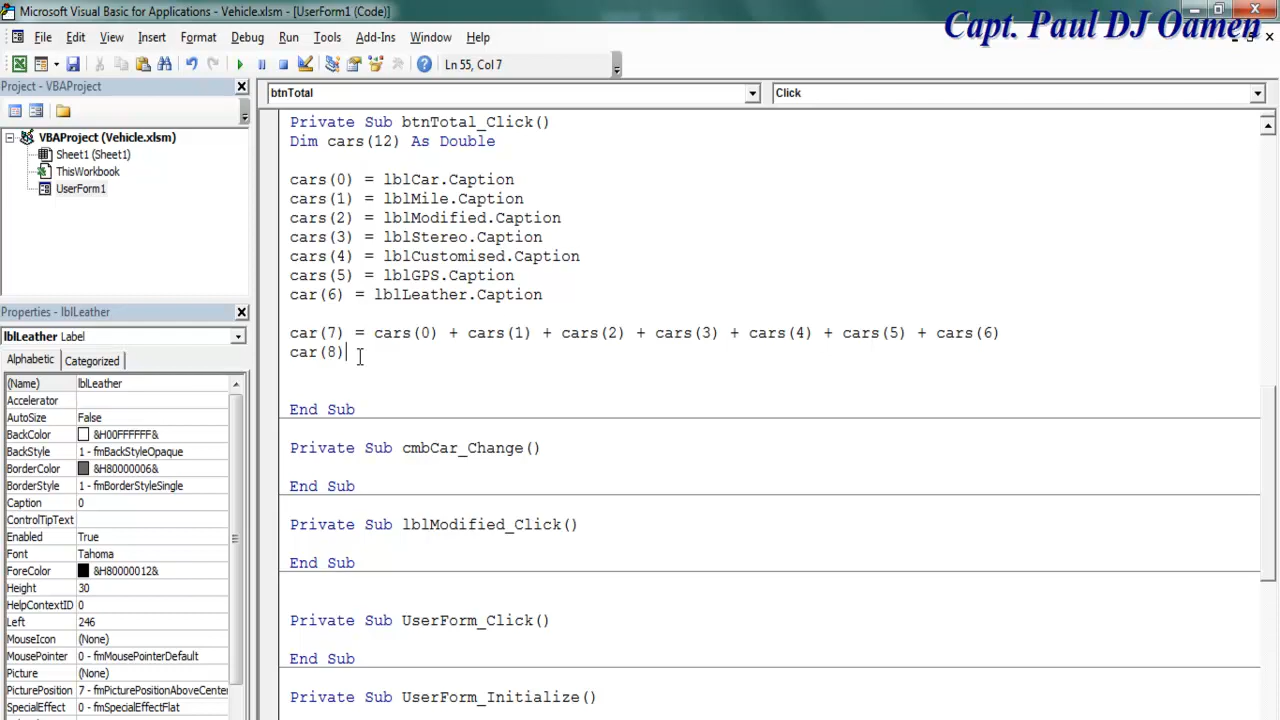 Microsoft Visual Basic for Applications - Vehicle.xlsm - [UserForm1 (Code)]
Capt. Paul DJ Oamen
File Edit View Insert Format Debug Run Tools Add-Ins Window Help
Ln 55, Col 7
Project - VBAProject
btnTotal
Click
VBAProject (Vehicle.xlsm)
Sheet1 (Sheet1)
ThisWorkbook
UserForm1
Properties - lblLeather
lblLeather Label
Alphabetic Categorized
(Name) lblLeather
Accelerator
AutoSize False
BackColor &H00FFFFFF&
BackStyle 1 - fmBackStyleOpaque
BorderColor &H80000006&
BorderStyle 1 - fmBorderStyleSingle
Caption 0
ControlTipText
Enabled True
Font Tahoma
ForeColor &H80000012&
Height 30
HelpContextID 0
Left 246
MouseIcon (None)
MousePointer 0 - fmMousePointerDefault
Picture (None)
PicturePosition 7 - fmPicturePositionAboveCenter
SpecialEffect 0 - fmSpecialEffectFlat
Private Sub btnTotal_Click()
Dim cars(12) As Double
cars(0) = lblCar.Caption
cars(1) = lblMile.Caption
cars(2) = lblModified.Caption
cars(3) = lblStereo.Caption
cars(4) = lblCustomised.Caption
cars(5) = lblGPS.Caption
car(6) = lblLeather.Caption
car(7) = cars(0) + cars(1) + cars(2) + cars(3) + cars(4) + cars(5) + cars(6)
car(8)
End Sub
Private Sub cmbCar_Change()
End Sub
Private Sub lblModified_Click()
End Sub
Private Sub UserForm_Click()
End Sub
Private Sub UserForm_Initialize()